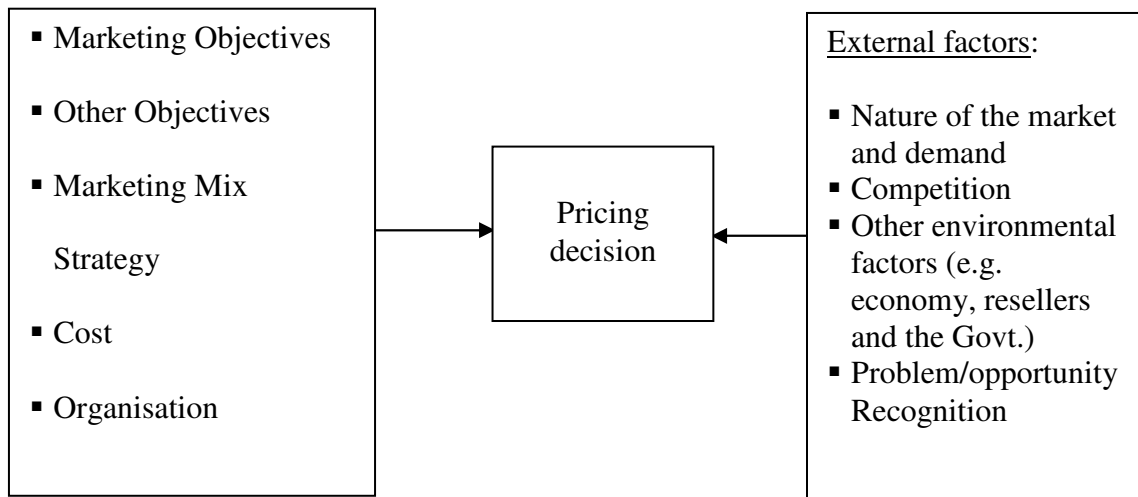 ▪ Marketing Objectives
▪ Other Objectives
▪ Marketing Mix
Strategy
▪ Cost
▪ Organisation
Pricing
decision
External factors:
▪ Nature of the market
and demand
▪ Competition
▪ Other environmental
factors (e.g.
economy, resellers
and the Govt.)
▪ Problem/opportunity
Recognition